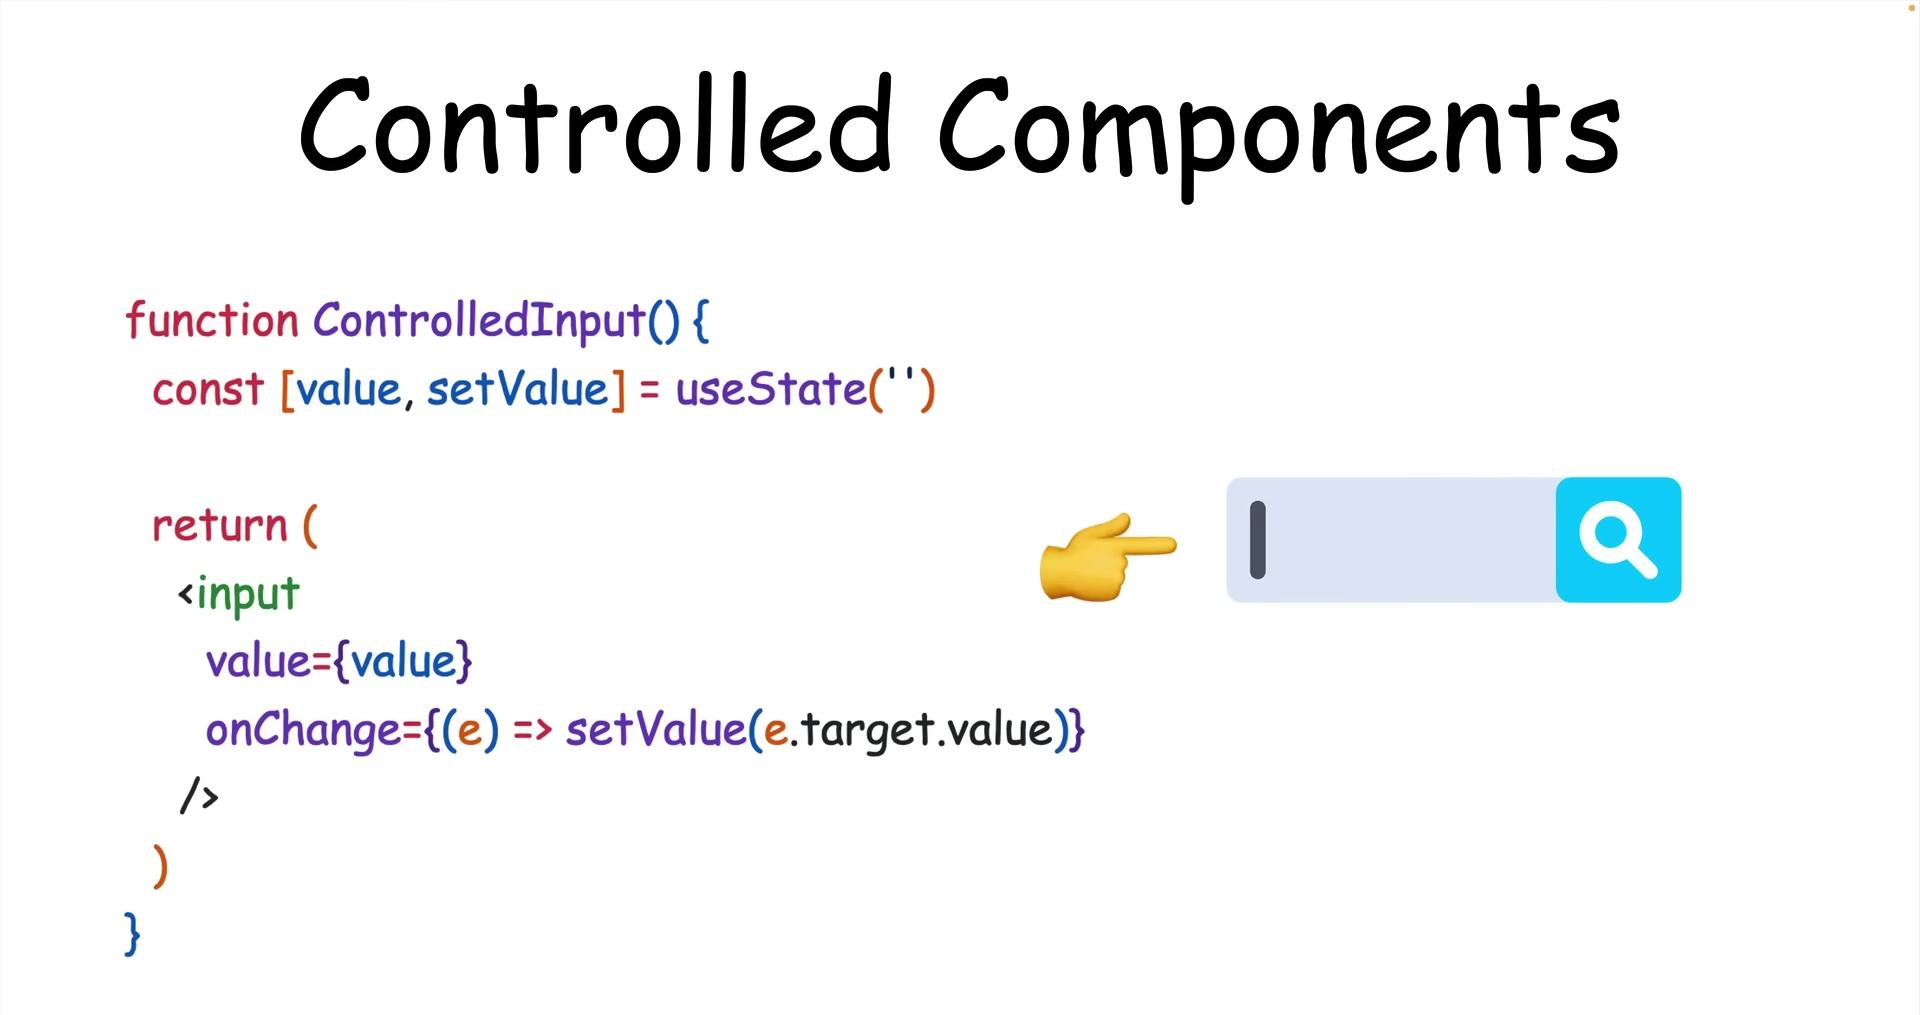 Controlled Components
function ControlledInput() {
const [value, setValue] = useState('')
return (
<input
value={value}
onChange={(e) => setValue(e.target.value)}
/>
)
}